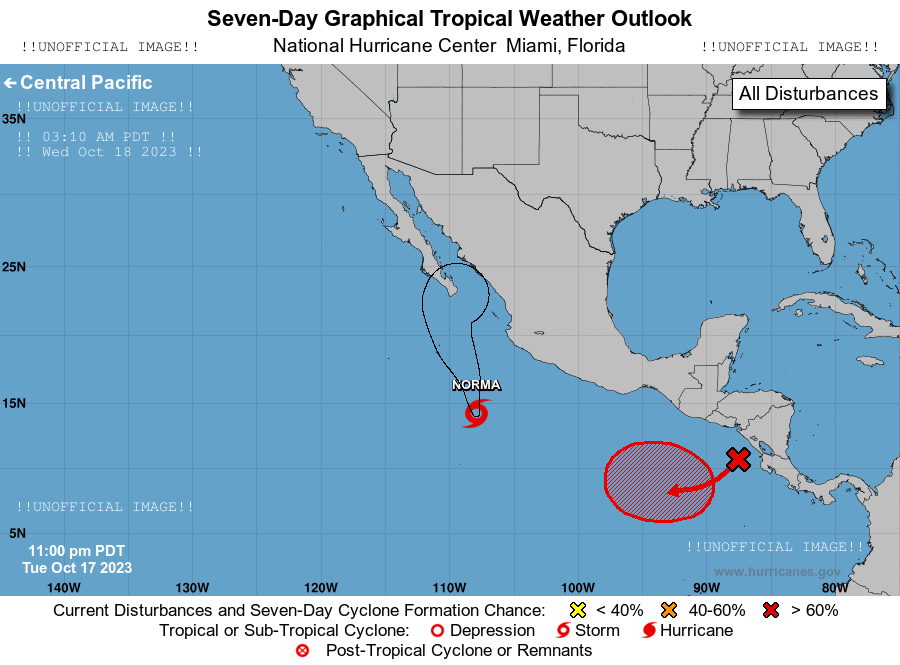 Seven-Day Graphical Tropical Weather Outlook
!!UNOFFICIAL IMAGE!! National Hurricane Center Miami, Florida !!UNOFFICIAL IMAGE!!
← Central Pacific
All Disturbances
!!UNOFFICIAL IMAGE!!
35N
!! 03:10 AM PDT !!
!! Wed Oct 18 2023 !!
25N
NORMA
15N
!!UNOFFICIAL IMAGE!!
5N
!!UNOFFICIAL IMAGE!!
11:00 pm PDT
Tue Oct 17 2023
www.hurricanes.gov
140W 130W 120W 110W 100W 90W 80W
Current Disturbances and Seven-Day Cyclone Formation Chance: < 40% 40-60% > 60%
Tropical or Sub-Tropical Cyclone: Depression Storm Hurricane
Post-Tropical Cyclone or Remnants